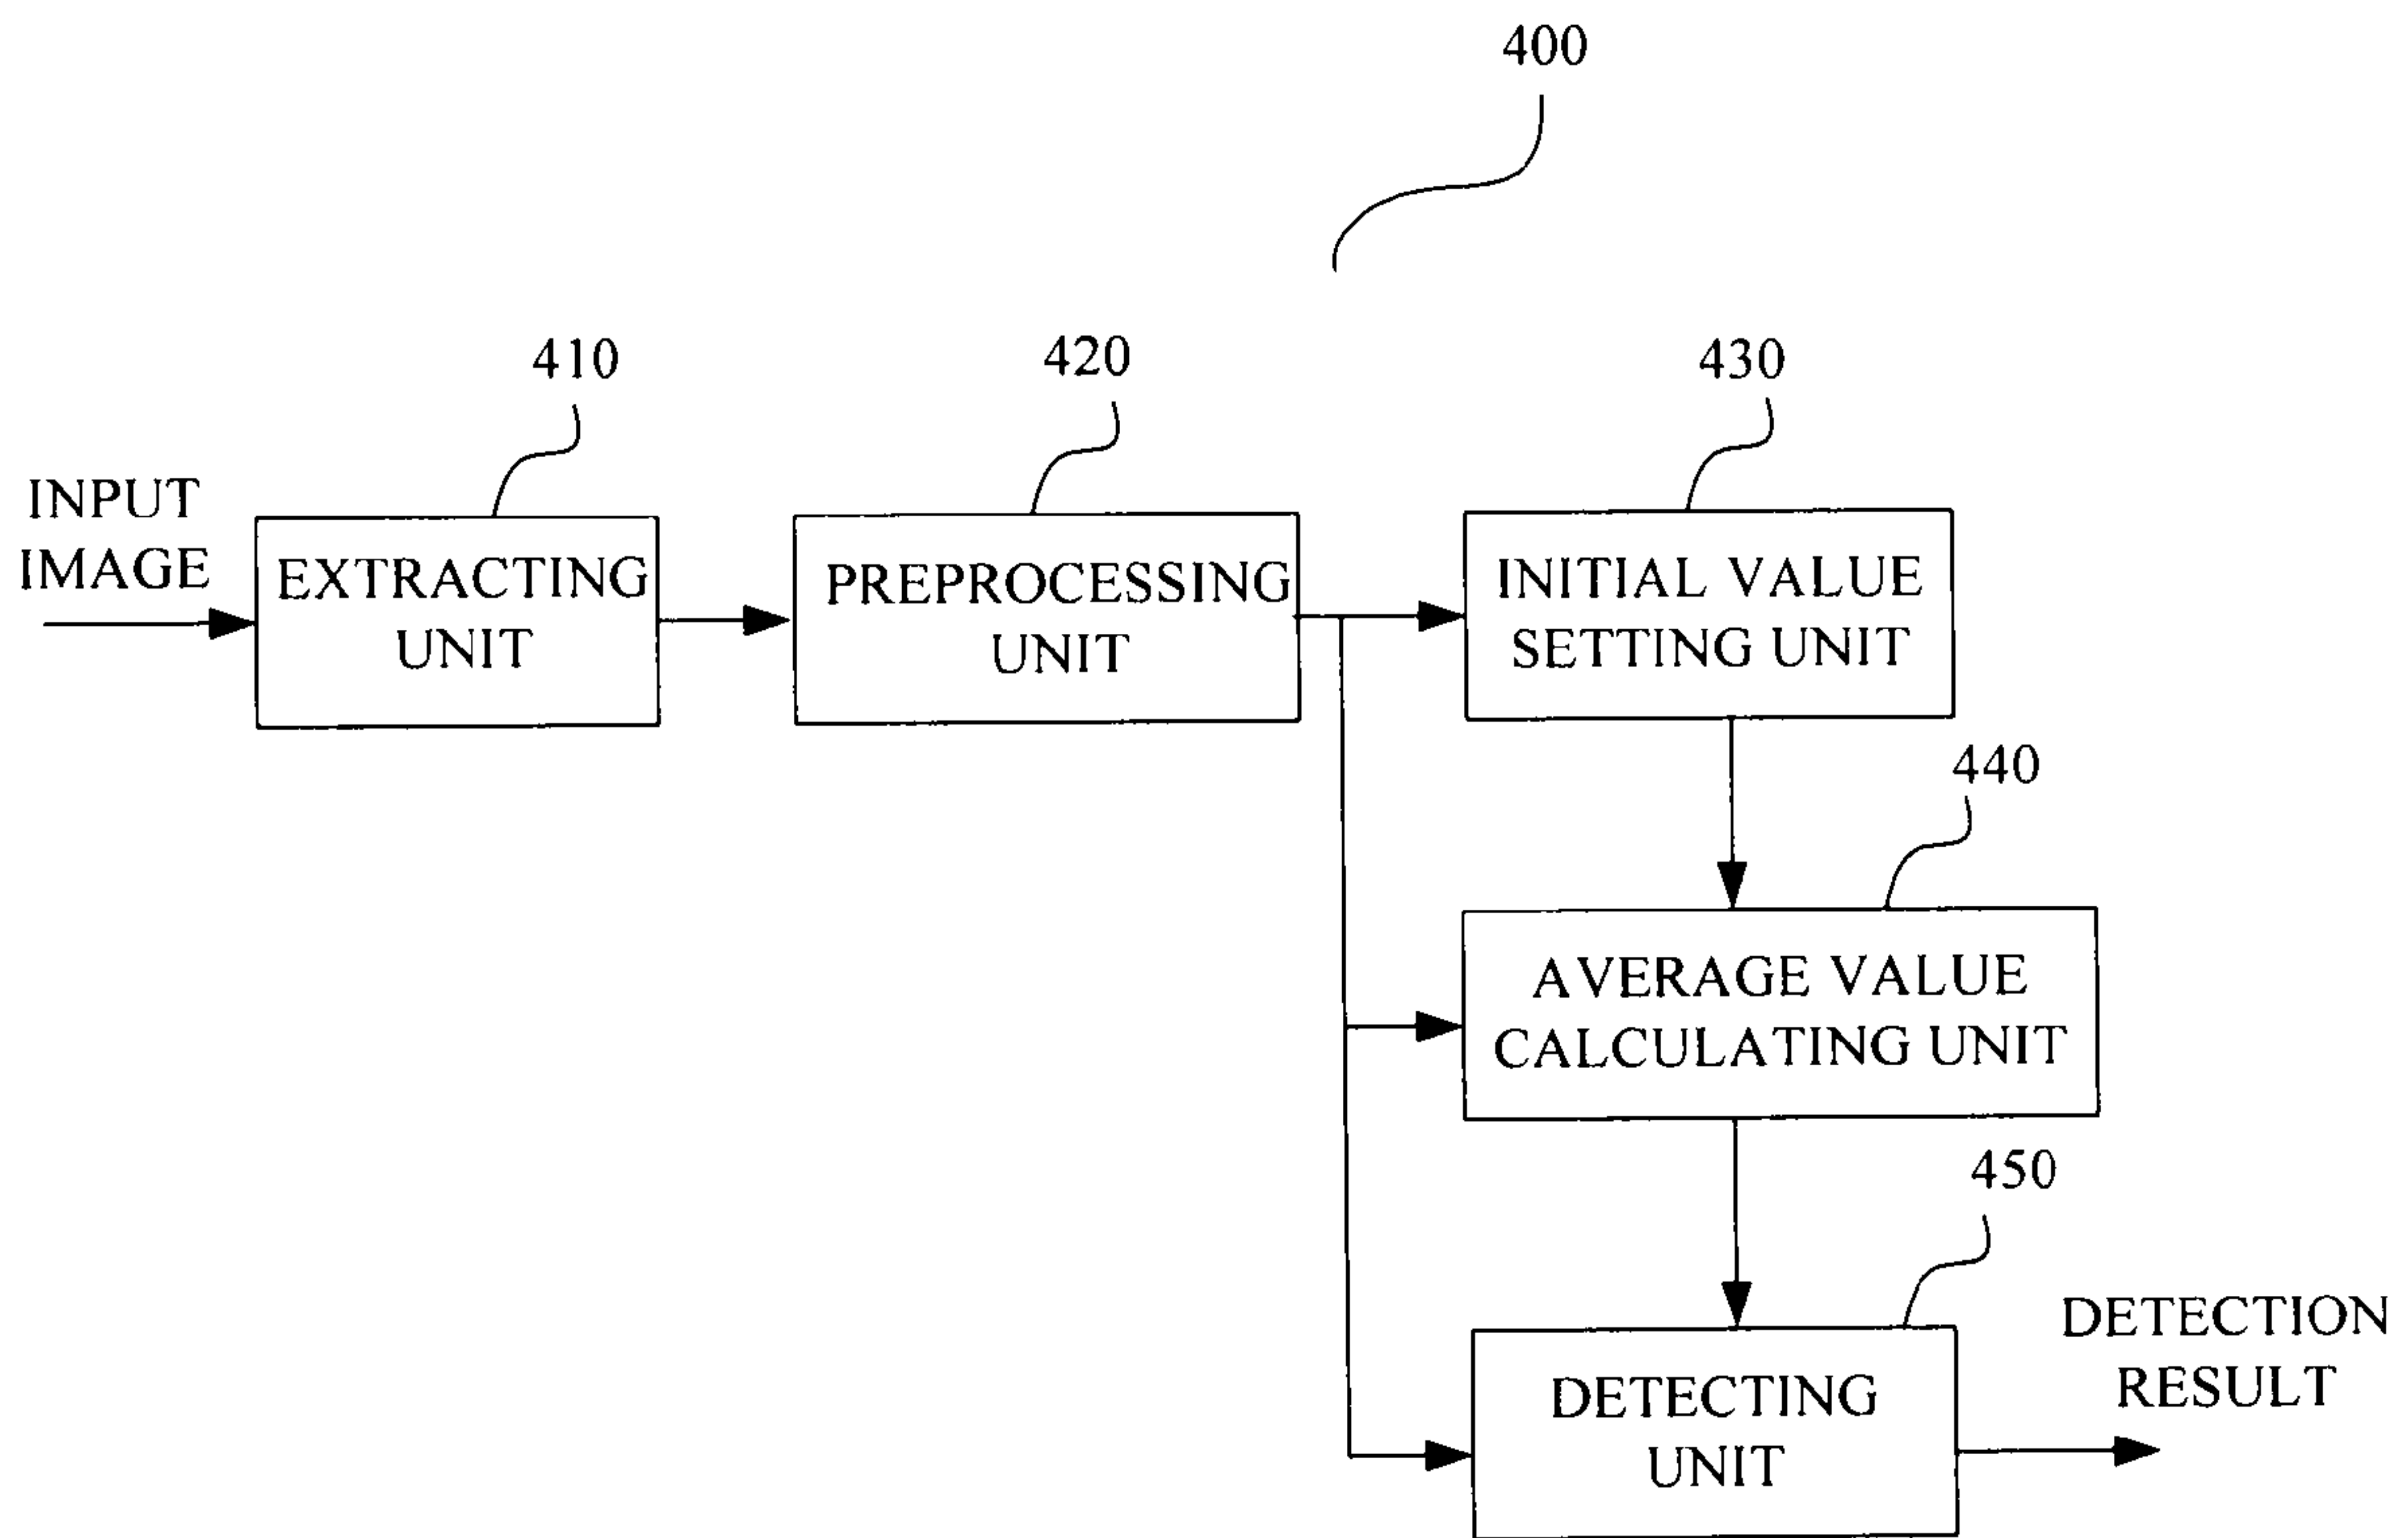 400
410
420
430
INPUT
IMAGE
EXTRACTING
UNIT
PREPROCESSING
UNIT
INITIAL VALUE
SETTING UNIT
440
AVERAGE VALUE
CALCULATING UNIT
450
DETECTING
UNIT
DETECTION
RESULT